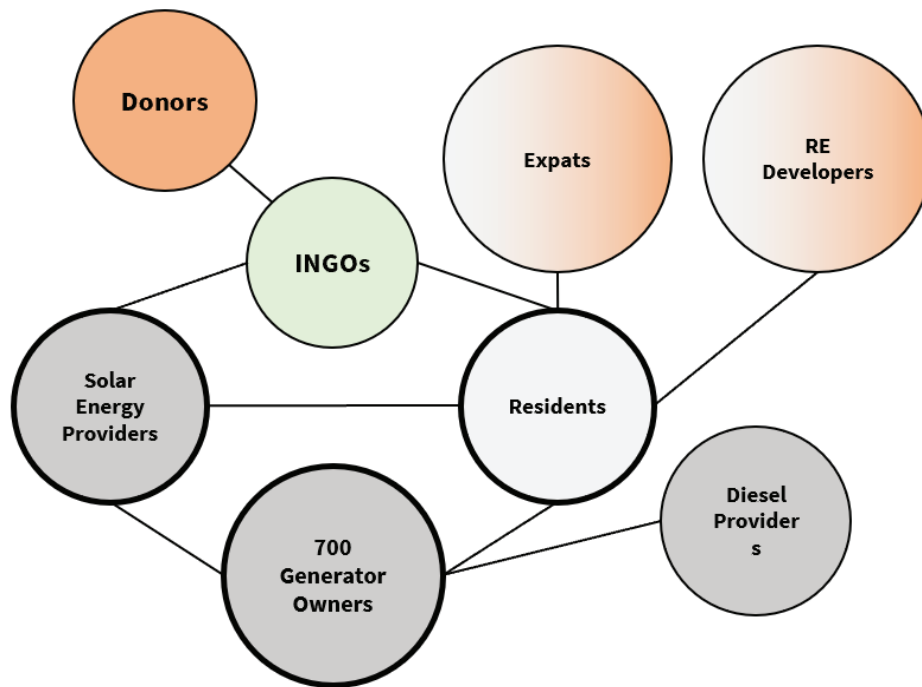 Donors
Expats
RE
Developers
INGOs
Solar
Energy
Providers
Residents
Diesel
Provider
s
700
Generator
Owners